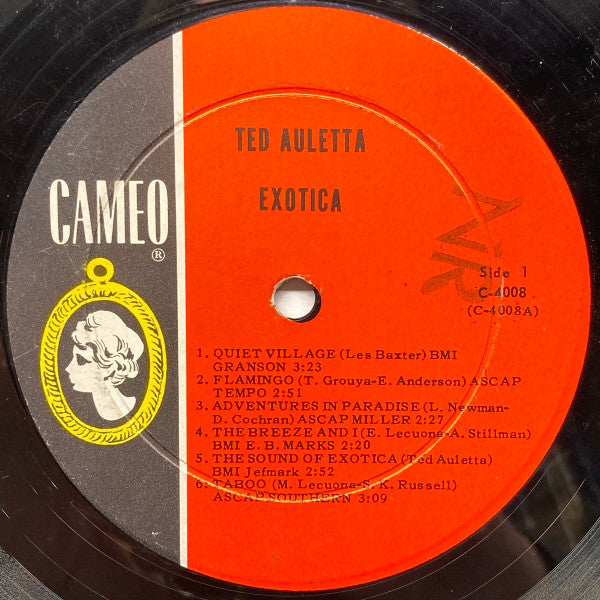 TED AULETTA
EXOTICA
CAMEO
®
NR
Side 1
C-4008
(C-4008A)
1. QUIET VILLAGE (Les Baxter) BMI
GRANSON 3:23
2. FLAMINGO (T. Grouya-E. Anderson) ASCAP
TEMPO 2:51
3. ADVENTURES IN PARADISE (L. Newman-
D. Cochran) ASCAP MILLER 2:27
4. THE BREEZE AND I (E. Lecuona-A. Stillman)
BMI E. B. MARKS 2:20
5. THE SOUND OF EXOTICA (Ted Auletta)
BMI Jefmark 2:52
6. TABOO (M. Lecuona-S. K. Russell)
ASCAP SOUTHERN 3:09